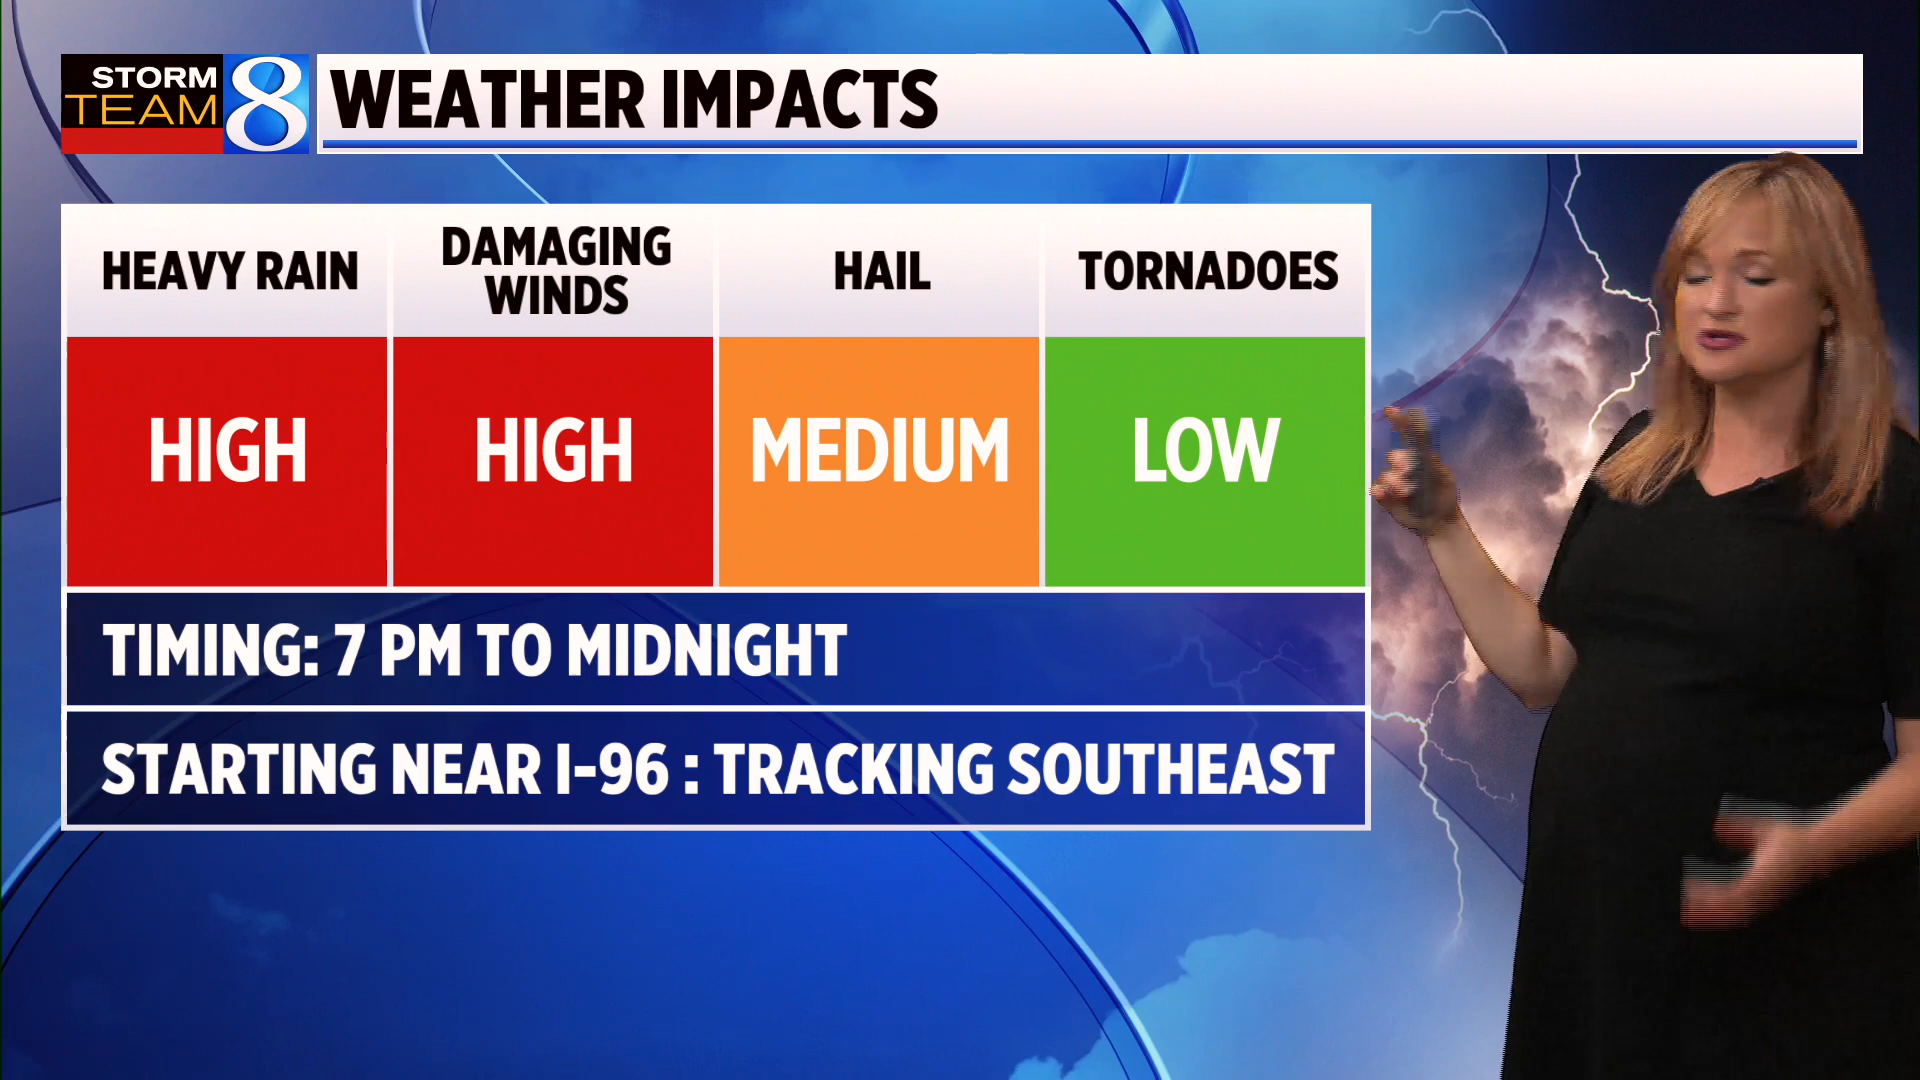 STORM
TEAM
8
WEATHER IMPACTS
HEAVY RAIN
DAMAGING
WINDS
HAIL
TORNADOES
HIGH
HIGH
MEDIUM
LOW
TIMING: 7 PM TO MIDNIGHT
STARTING NEAR I-96 : TRACKING SOUTHEAST